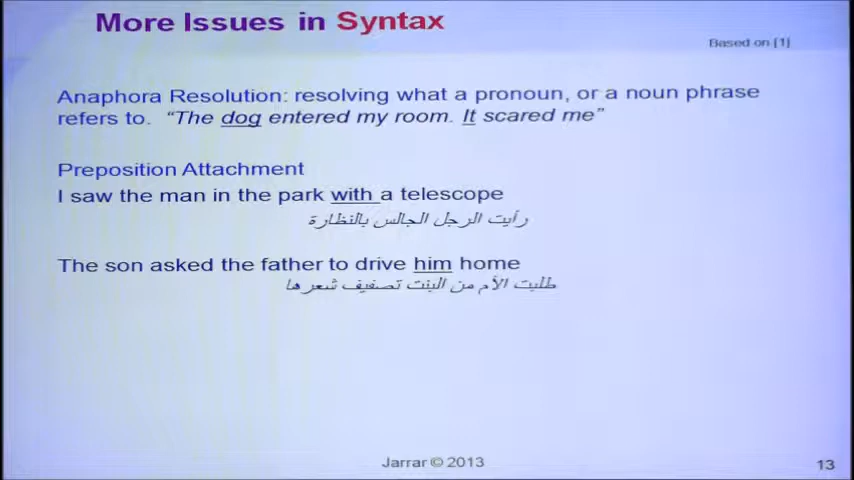 More Issues in Syntax
Based on [1]
Anaphora Resolution: resolving what a pronoun, or a noun phrase
refers to. “The dog entered my room. It scared me”
Preposition Attachment
I saw the man in the park with a telescope
رأيت الرجل الجالس بالنظارة
The son asked the father to drive him home
طلبت الأم من البنت تصفيف شعرها
Jarrar © 2013
13